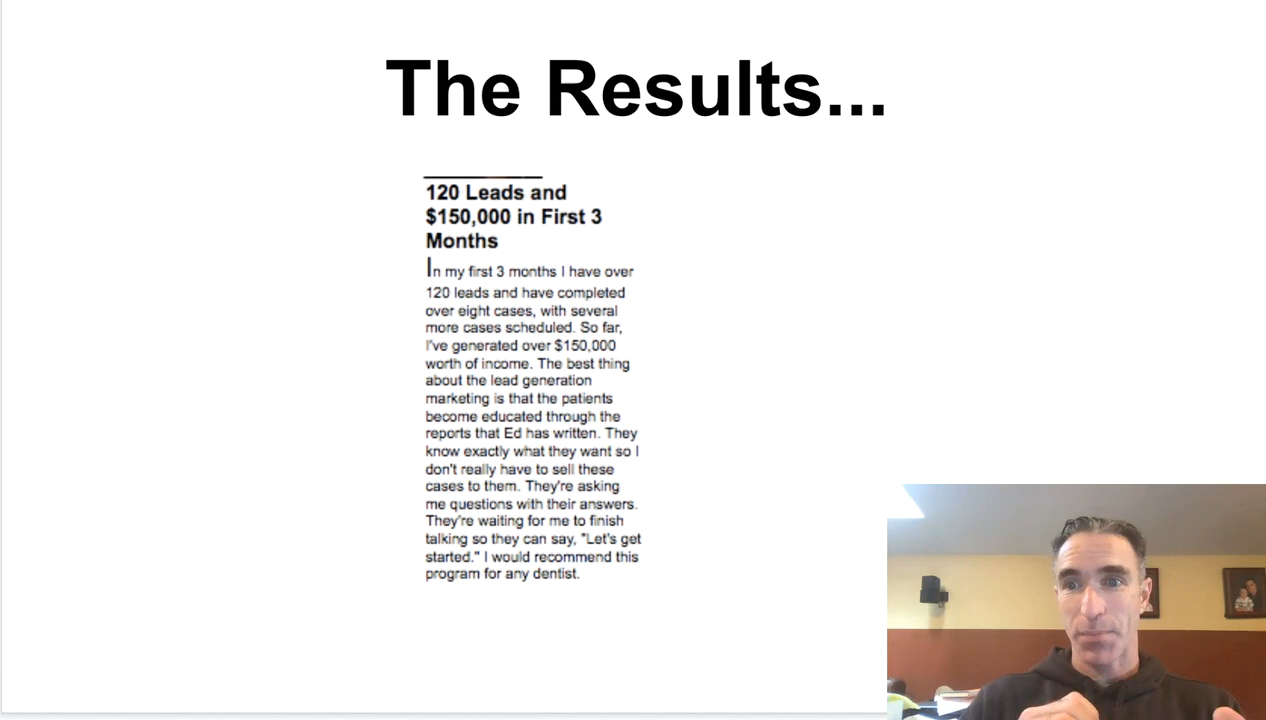 The Results...
120 Leads and
$150,000 in First 3
Months
In my first 3 months I have over
120 leads and have completed
over eight cases, with several
more cases scheduled. So far,
I've generated over $150,000
worth of income. The best thing
about the lead generation
marketing is that the patients
become educated through the
reports that Ed has written. They
know exactly what they want so I
don't really have to sell these
cases to them. They're asking
me questions with their answers.
They're waiting for me to finish
talking so they can say, "Let's get
started." I would recommend this
program for any dentist.